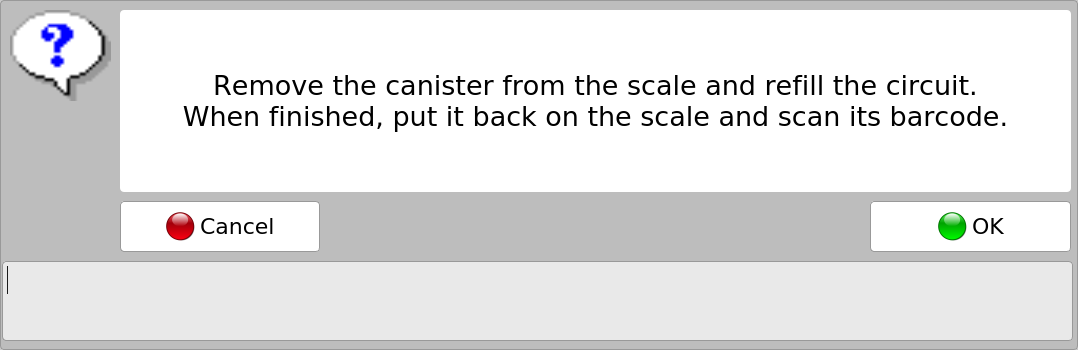 Remove the canister from the scale and refill the circuit.
When finished, put it back on the scale and scan its barcode.
Cancel
OK